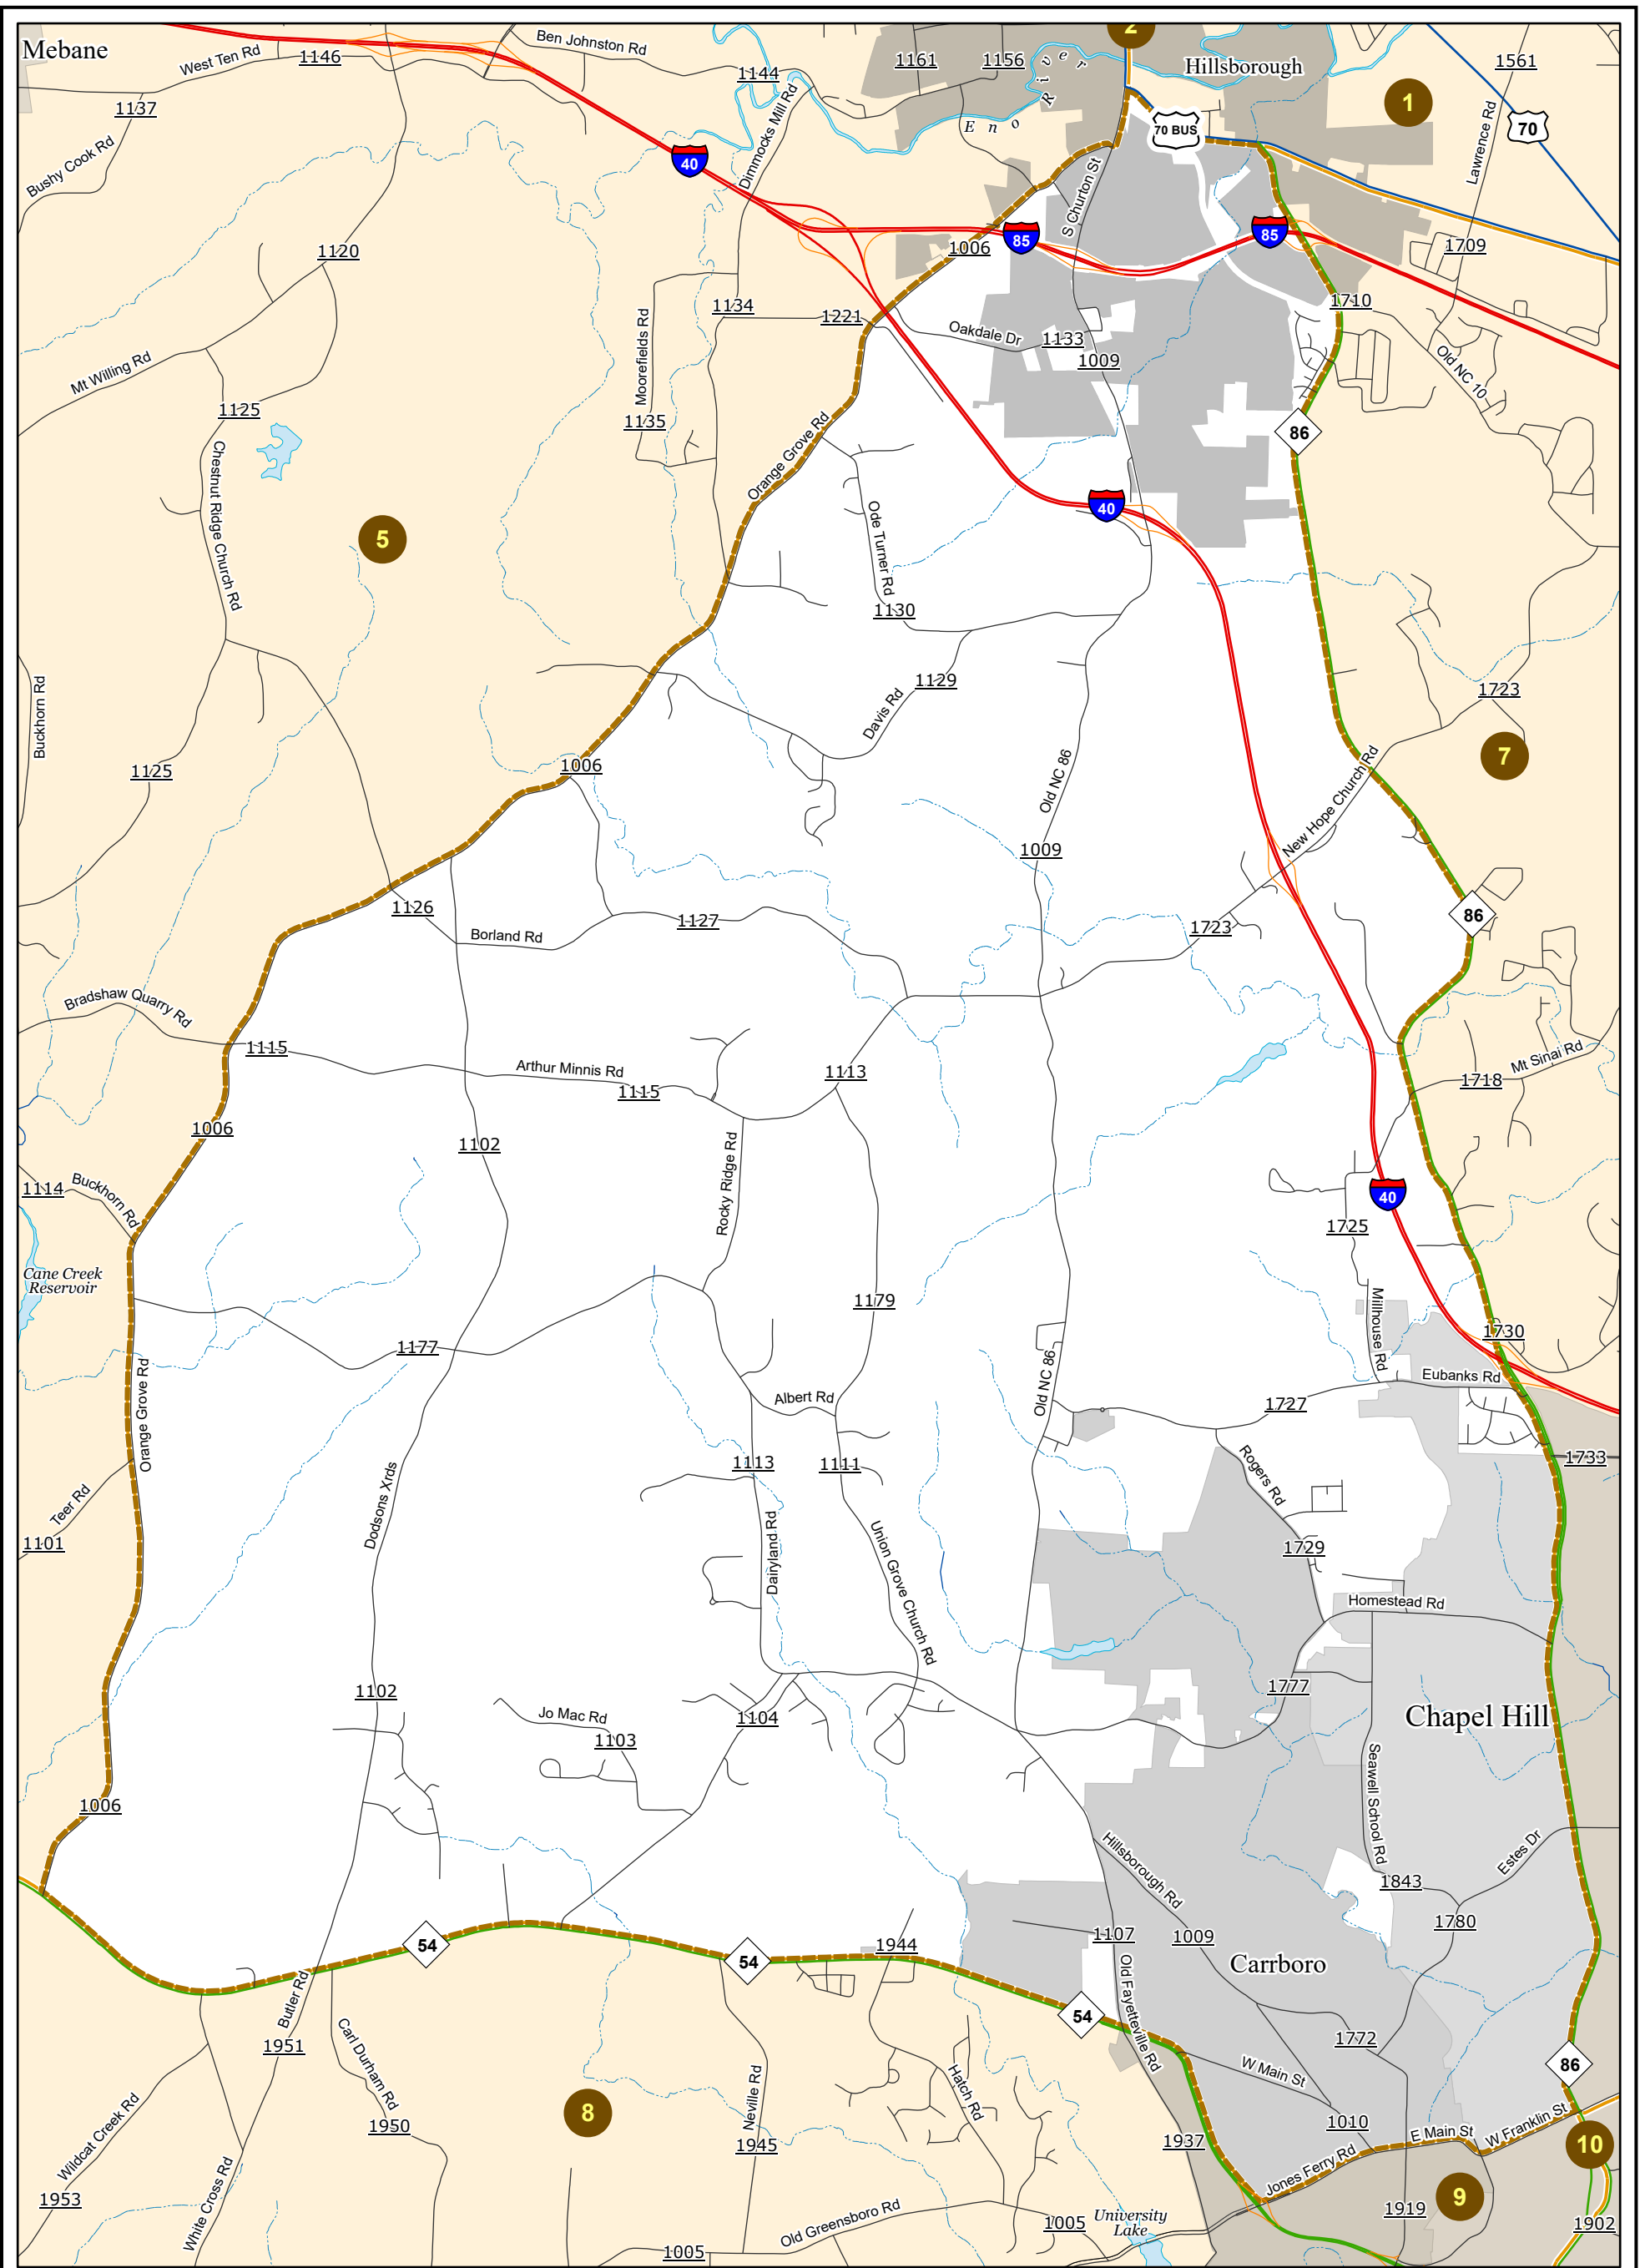 Mebane
West Ten Rd
1146
Ben Johnston Rd
1144
1161
1156
Eno River
2
Hillsborough
1
1561
70
70 BUS
Lawrence Rd
1137
Bushy Cook Rd
40
Dimmocks Mill Rd
S Churton St
85
85
1006
1709
1120
1134
1221
Oakdale Dr
1133
1009
1710
Old NC 10
Mt Willing Rd
Moorefields Rd
1125
1135
Orange Grove Rd
86
Chestnut Ridge Church Rd
5
Ode Turner Rd
40
1130
Buckhorn Rd
1129
Davis Rd
1723
7
1125
1006
Old NC 86
New Hope Church Rd
1009
1126
Borland Rd
1127
1723
86
Bradshaw Quarry Rd
1115
Arthur Minnis Rd
1115
1113
Mt Sinai Rd
1718
1006
1102
Rocky Ridge Rd
1114
Buckhorn Rd
40
1725
Cane Creek
Reservoir
1179
Millhouse Rd
1730
1177
Orange Grove Rd
Albert Rd
Old NC 86
Eubanks Rd
1727
1113
1111
Rogers Rd
1733
Dodsons Xrds
Teer Rd
1101
Dairyland Rd
Union Grove Church Rd
1729
Homestead Rd
1102
1777
Jo Mac Rd
1104
1103
Chapel Hill
Seawell School Rd
1006
Hillsborough Rd
Estes Dr
1843
1780
54
54
1944
1107
1009
Carrboro
Old Fayetteville Rd
54
Butler Rd
1951
Carl Durham Rd
1772
W Main St
86
Wildcat Creek Rd
1950
8
Neville Rd
Hatch Rd
1945
1937
1010
E Main St
W Franklin St
10
Jones Ferry Rd
9
1953
White Cross Rd
Old Greensboro Rd
1005
1005
University
Lake
1919
1902